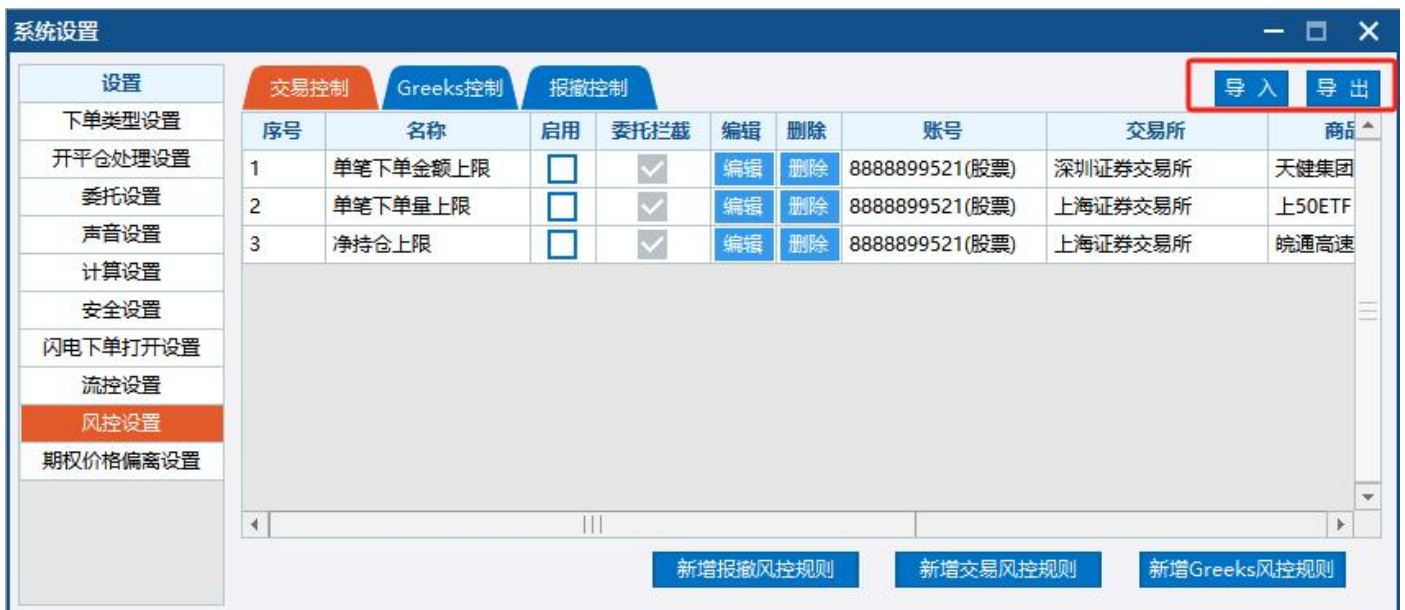 系统设置
设置
下单类型设置
开平仓处理设置
委托设置
声音设置
计算设置
安全设置
闪电下单打开设置
流控设置
风控设置
期权价格偏离设置
交易控制 Greeks控制 报撤控制 导入 导出
序号 名称 启用 委托拦截 编辑 删除 账号 交易所
1 单笔下单金额上限 编辑 删除 8888899521(股票) 深圳证券交易所 天健集团
2 单笔下单量上限 编辑 删除 8888899521(股票) 上海证券交易所 上50ETF
3 净持仓上限 编辑 删除 8888899521(股票) 上海证券交易所 皖通高速
新增报撤风控规则 新增交易风控规则 新增Greeks风控规则